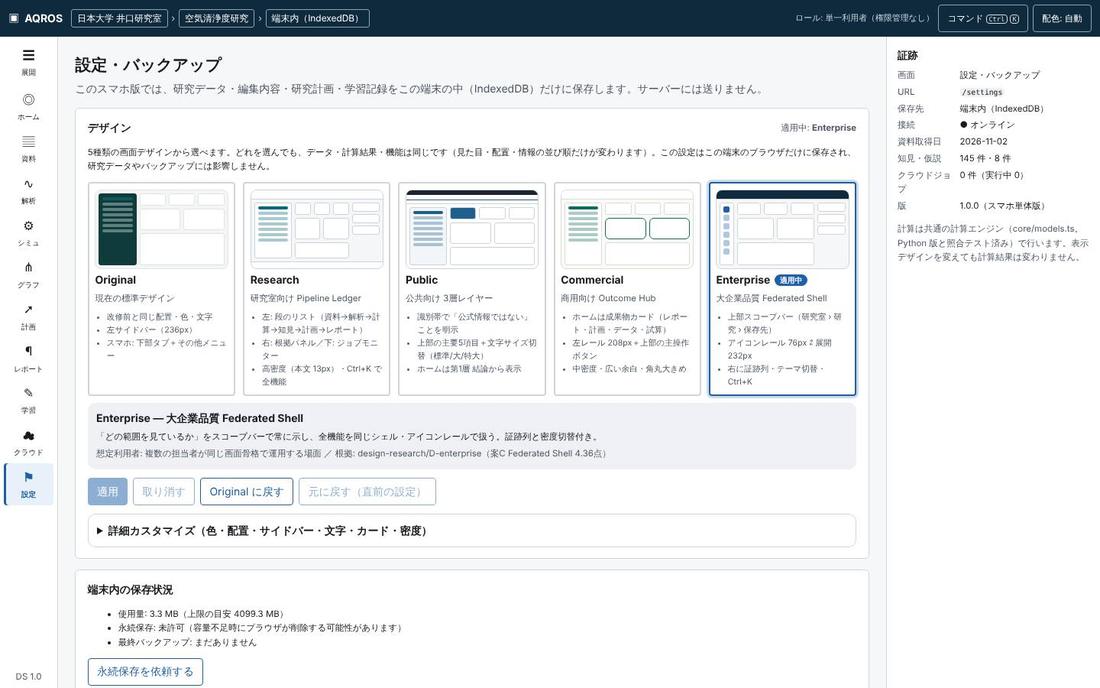 AQROS
日本大学 井口研究室 › 空気清浄度研究 › 端末内（IndexedDB）
ロール: 単一利用者（権限管理なし）
コマンド Ctrl K
配色: 自動
展開
ホーム
資料
解析
シミュ
グラフ
計画
レポート
学習
クラウド
設定
DS 1.0
設定・バックアップ
このスマホ版では、研究データ・編集内容・研究計画・学習記録をこの端末の中（IndexedDB）だけに保存します。サーバーには送りません。
デザイン
適用中: Enterprise
5種類の画面デザインから選べます。どれを選んでも、データ・計算結果・機能は同じです（見た目・配置・情報の並び順だけが変わります）。この設定はこの端末のブラウザだけに保存され、
研究データやバックアップには影響しません。
Original
現在の標準デザイン
• 改修前と同じ配置・色・文字
• 左サイドバー（236px）
• スマホ: 下部タブ＋その他メニュ
ー
Research
研究室向け Pipeline Ledger
• 左: 段のリスト（資料→解析→計
算→知見→計画→レポート）
• 右: 根拠パネル／下: ジョブモニ
ター
• 高密度（本文 13px）・Ctrl+K で
全機能
Public
公共向け 3層レイヤー
• 識別帯で「公式情報ではない」
ことを明示
• 上部の主要5項目＋文字サイズ切
替（標準/大/特大）
• ホームは第1層 結論から表示
Commercial
商用向け Outcome Hub
• ホームは成果物カード（レポー
ト・計画・データ・試算）
• 左レール 208px＋上部の主操作
ボタン
• 中密度・広い余白・角丸大きめ
Enterprise 適用中
大企業品質 Federated Shell
• 上部スコープバー（研究室 › 研
究 › 保存先）
• アイコンレール 76px ⇄ 展開
232px
• 右に証跡列・テーマ切替・
Ctrl+K
Enterprise — 大企業品質 Federated Shell
「どの範囲を見ているか」をスコープバーで常に示し、全機能を同じシェル・アイコンレールで扱う。証跡列と密度切替付き。
想定利用者: 複数の担当者が同じ画面骨格で運用する場面 ／ 根拠: design-research/D-enterprise（案C Federated Shell 4.36点）
適用
取り消す
Original に戻す
元に戻す（直前の設定）
▶ 詳細カスタマイズ（色・配置・サイドバー・文字・カード・密度）
端末内の保存状況
• 使用量: 3.3 MB（上限の目安 4099.3 MB）
• 永続保存: 未許可（容量不足時にブラウザが削除する可能性があります）
• 最終バックアップ: まだありません
永続保存を依頼する
証跡
画面 設定・バックアップ
URL /settings
保存先 端末内（IndexedDB）
接続 ● オンライン
資料取得日 2026-11-02
知見・仮説 145 件・8 件
クラウドジョ 0 件（実行中 0）
ブ
版 1.0.0（スマホ単体版）
計算は共通の計算エンジン（core/models.ts。
Python 版と照合テスト済み）で行います。表示
デザインを変えても計算結果は変わりません。